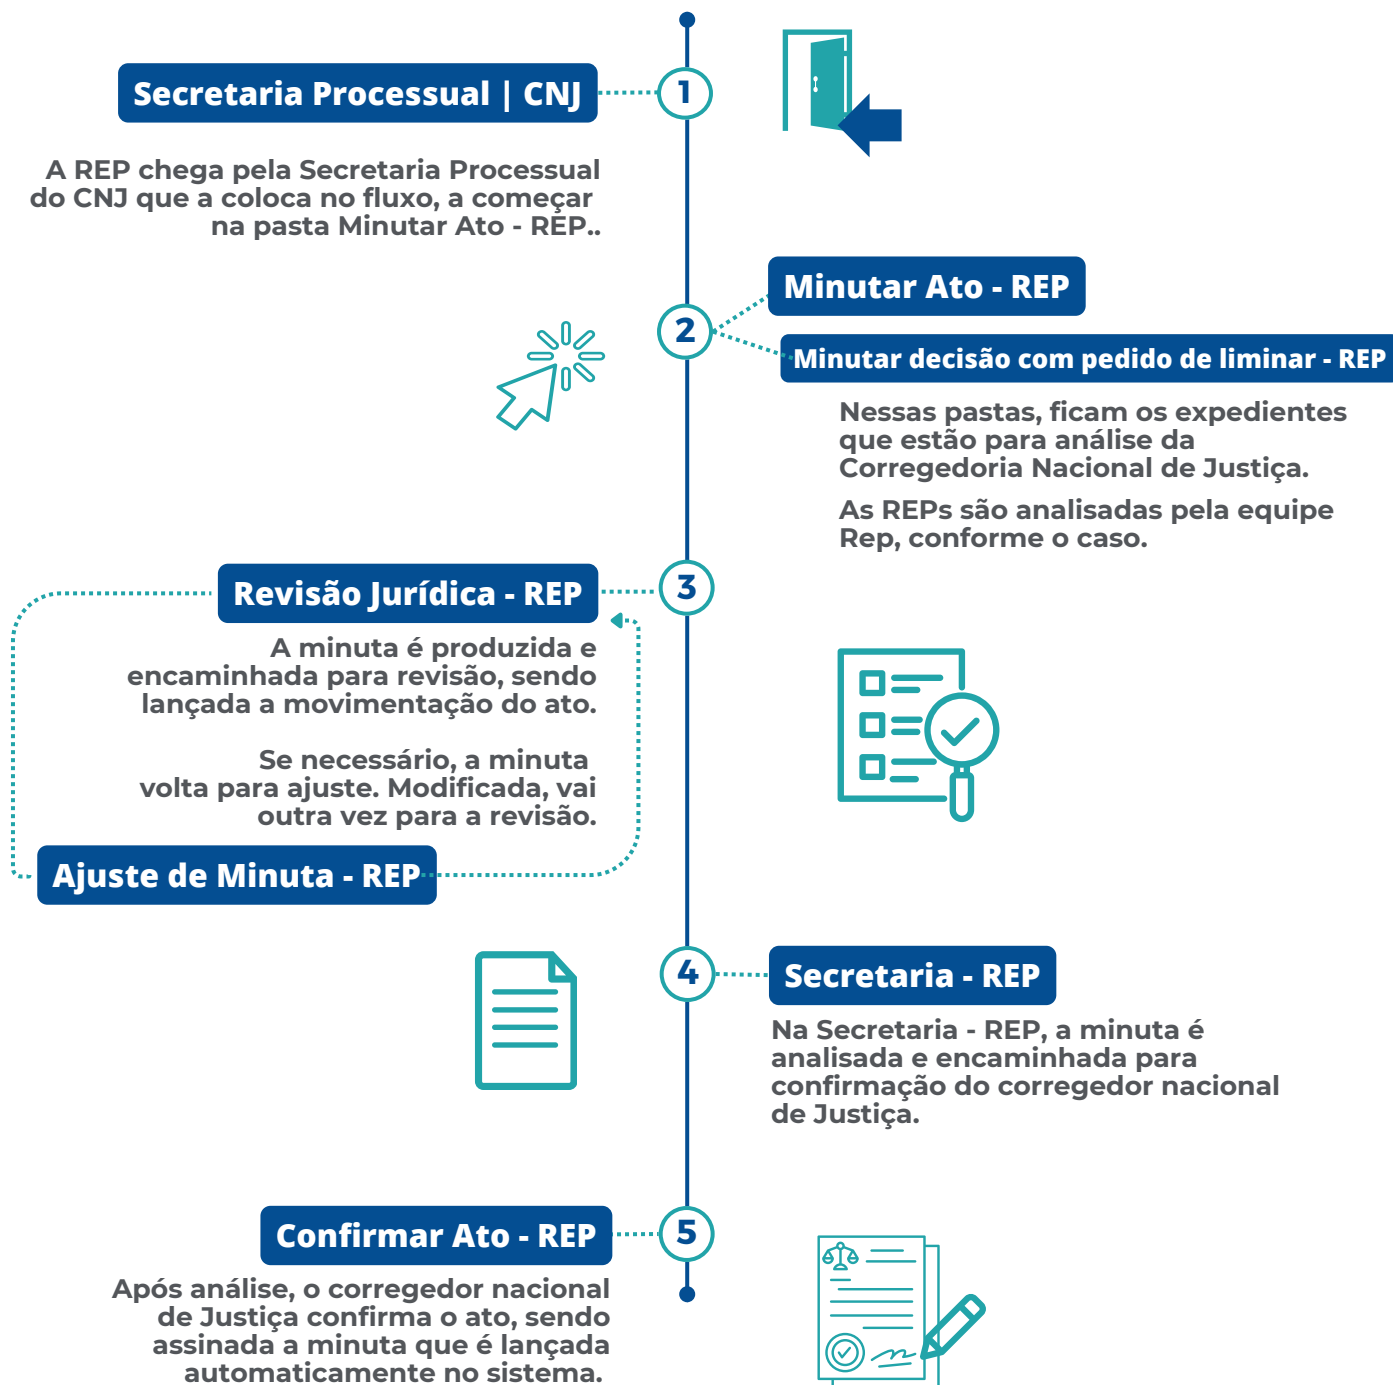 1
Secretaria Processual | CNJ
A REP chega pela Secretaria Processual
do CNJ que a coloca no fluxo, a começar
na pasta Minutar Ato - REP..
2
Minutar Ato - REP
Minutar decisão com pedido de liminar - REP
Nessas pastas, ficam os expedientes
que estão para análise da
Corregedoria Nacional de Justiça.
As REPs são analisadas pela equipe
Rep, conforme o caso.
3
Revisão Jurídica - REP
A minuta é produzida e
encaminhada para revisão, sendo
lançada a movimentação do ato.
Se necessário, a minuta
volta para ajuste. Modificada, vai
outra vez para a revisão.
Ajuste de Minuta - REP
4
Secretaria - REP
Na Secretaria - REP, a minuta é
analisada e encaminhada para
confirmação do corregedor nacional
de Justiça.
5
Confirmar Ato - REP
Após análise, o corregedor nacional
de Justiça confirma o ato, sendo
assinada a minuta que é lançada
automaticamente no sistema.